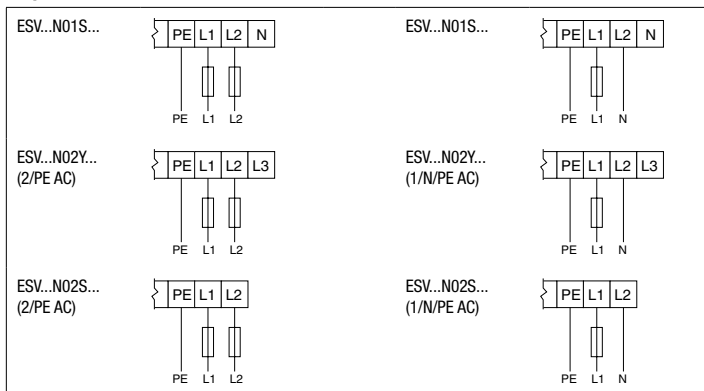 ESV...N01S...
PE L1 L2 N
PE L1 L2
ESV...N01S...
PE L1 L2 N
PE L1 N
ESV...N02Y...
(2/PE AC)
PE L1 L2 L3
PE L1 L2
ESV...N02Y...
(1/N/PE AC)
PE L1 L2 L3
PE L1 N
ESV...N02S...
(2/PE AC)
PE L1 L2
PE L1 L2
ESV...N02S...
(1/N/PE AC)
PE L1 L2
PE L1 N